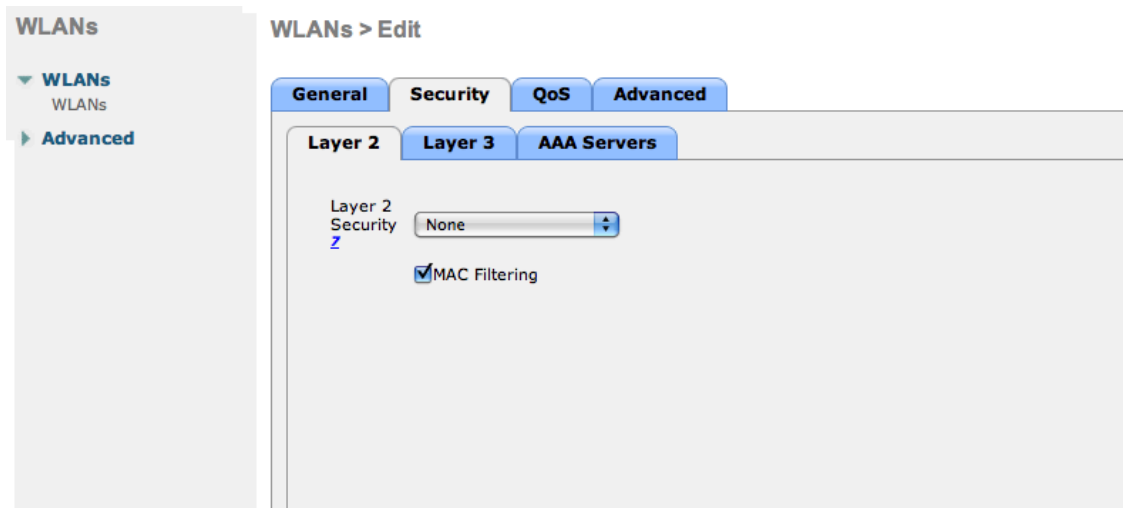 WLANs
WLANs
WLANs
Advanced
WLANs > Edit
General Security QoS Advanced
Layer 2 Layer 3 AAA Servers
Layer 2
Security None
7
MAC Filtering